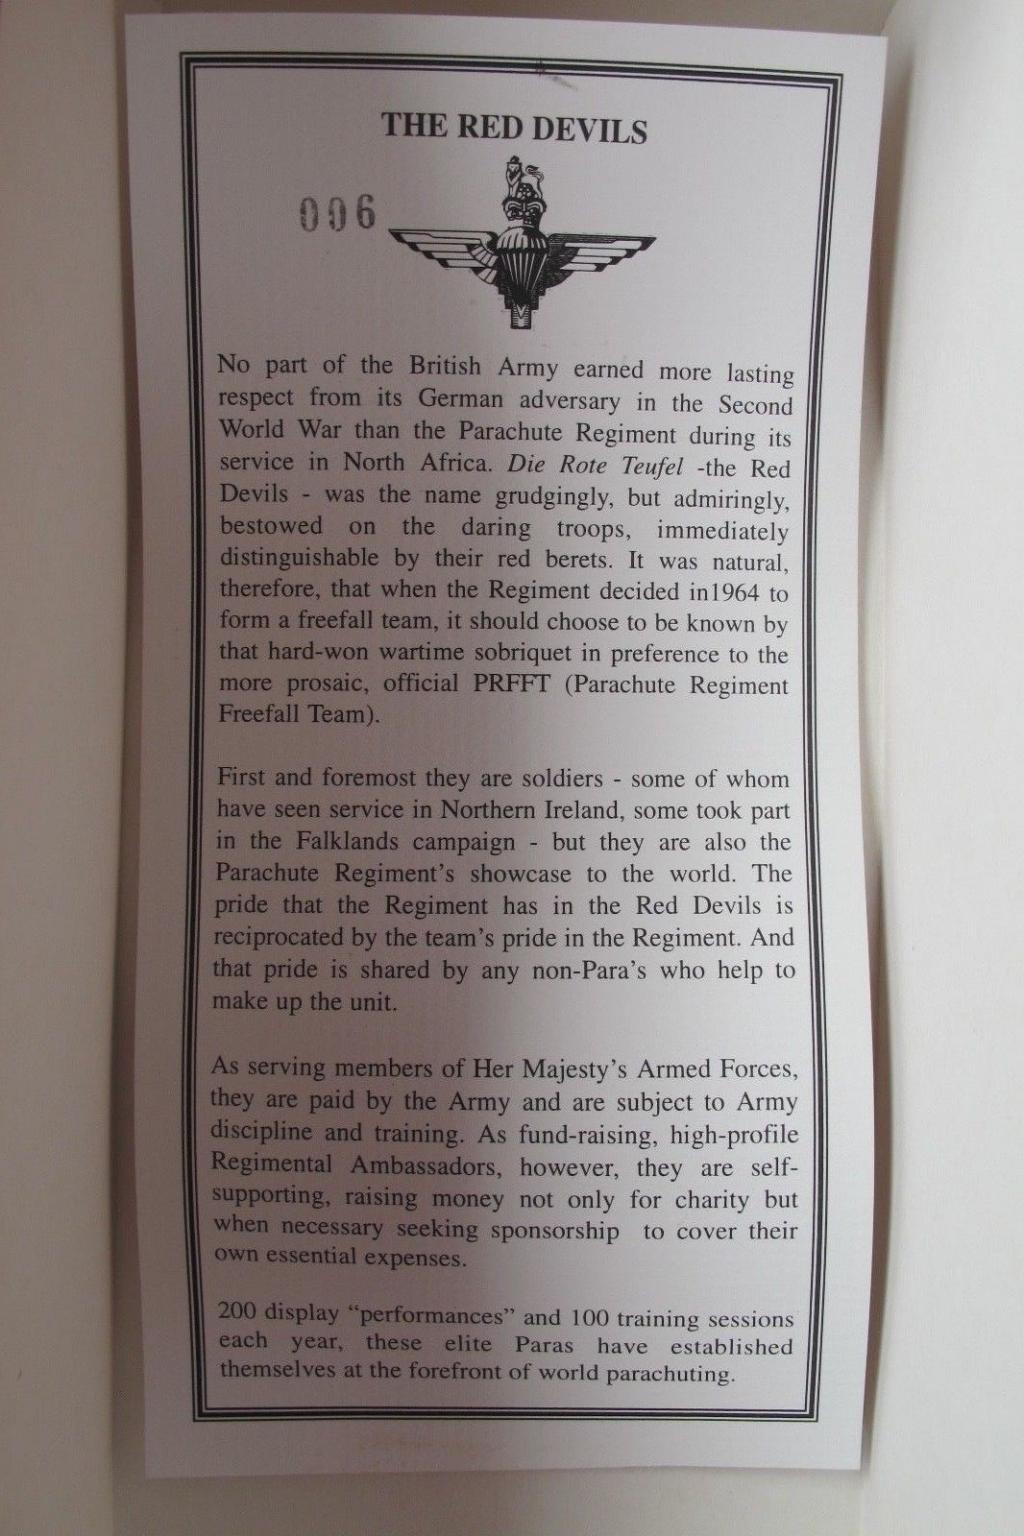 THE RED DEVILS
006
No part of the British Army earned more lasting
respect from its German adversary in the Second
World War than the Parachute Regiment during its
service in North Africa. Die Rote Teufel -the Red
Devils - was the name grudgingly, but admiringly,
bestowed on the daring troops, immediately
distinguishable by their red berets. It was natural,
therefore, that when the Regiment decided in1964 to
form a freefall team, it should choose to be known by
that hard-won wartime sobriquet in preference to the
more prosaic, official PRFFT (Parachute Regiment
Freefall Team).
First and foremost they are soldiers - some of whom
have seen service in Northern Ireland, some took part
in the Falklands campaign - but they are also the
Parachute Regiment's showcase to the world. The
pride that the Regiment has in the Red Devils is
reciprocated by the team's pride in the Regiment. And
that pride is shared by any non-Para's who help to
make up the unit.
As serving members of Her Majesty's Armed Forces,
they are paid by the Army and are subject to Army
discipline and training. As fund-raising, high-profile
Regimental Ambassadors, however, they are self-
supporting, raising money not only for charity but
when necessary seeking sponsorship to cover their
own essential expenses.
200 display “performances” and 100 training sessions
each year, these elite Paras have established
themselves at the forefront of world parachuting.